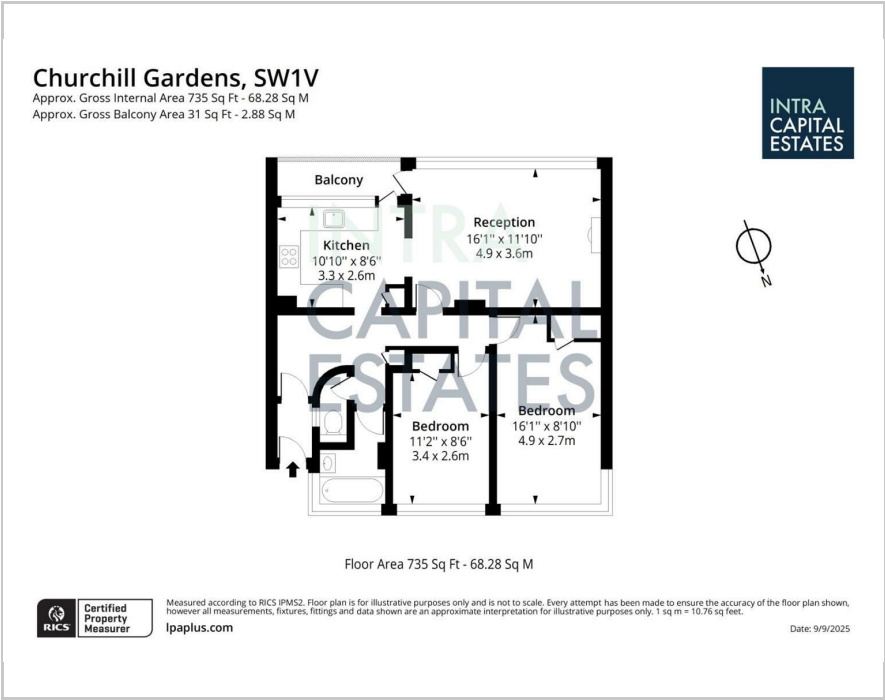 Churchill Gardens, SW1V
Approx. Gross Internal Area 735 Sq Ft - 68.28 Sq M
Approx. Gross Balcony Area 31 Sq Ft - 2.88 Sq M
INTRA
CAPITAL
ESTATES
Balcony
Reception
16'1'' x 11'10''
4.9 x 3.6m
Kitchen
10'10'' x 8'6''
3.3 x 2.6m
N
INTRA
CAPITAL
ESTATES
Bedroom
11'2'' x 8'6''
3.4 x 2.6m
Bedroom
16'1'' x 8'10''
4.9 x 2.7m
Floor Area 735 Sq Ft - 68.28 Sq M
RICS
Certified
Property
Measurer
Measured according to RICS IPMS2. Floor plan is for illustrative purposes only and is not to scale. Every attempt has been made to ensure the accuracy of the floor plan shown,
however all measurements, fixtures, fittings and data shown are an approximate interpretation for illustrative purposes only. 1 sq m = 10.76 sq feet.
lpaplus.com
Date: 9/9/2025